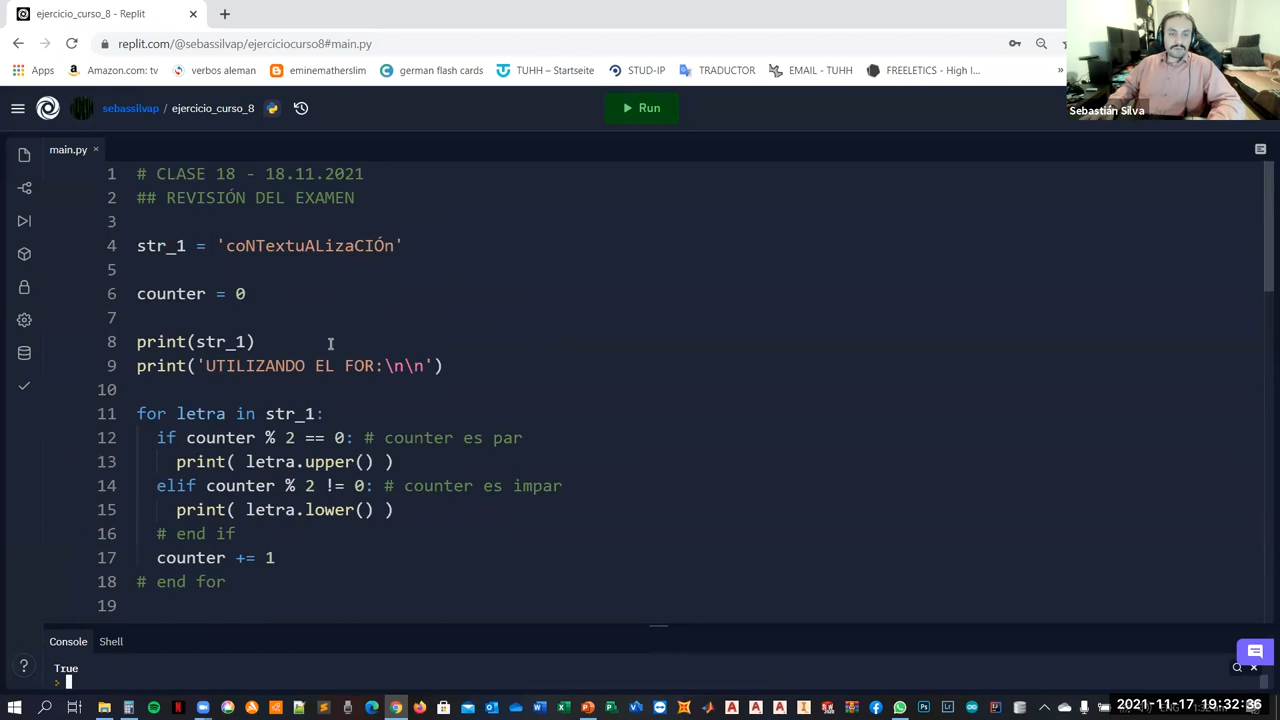 ejercicio_curso_8 - Replit
replit.com/@sebassilvap/ejerciciocurso8#main.py
Apps
Amazon.com: tv
verbos aleman
eminemathslim
german flash cards
TUHH – Startseite
STUD-IP
TRADUCTOR
EMAIL - TUHH
FREELETICS - High I...
»
Sebastián Silva
sebassilvap / ejercicio_curso_8
Run
main.py
1 # CLASE 18 - 18.11.2021
2 ## REVISIÓN DEL EXAMEN
3
4 str_1 = 'coNTextuALizaCIÓn'
5
6 counter = 0
7
8 print(str_1)
9 print('UTILIZANDO EL FOR:\n\n')
10
11 for letra in str_1:
12 if counter % 2 == 0: # counter es par
13 print( letra.upper() )
14 elif counter % 2 != 0: # counter es impar
15 print( letra.lower() )
16 # end if
17 counter += 1
18 # end for
19
Console
Shell
True
>
2021-11-17 19:32:36